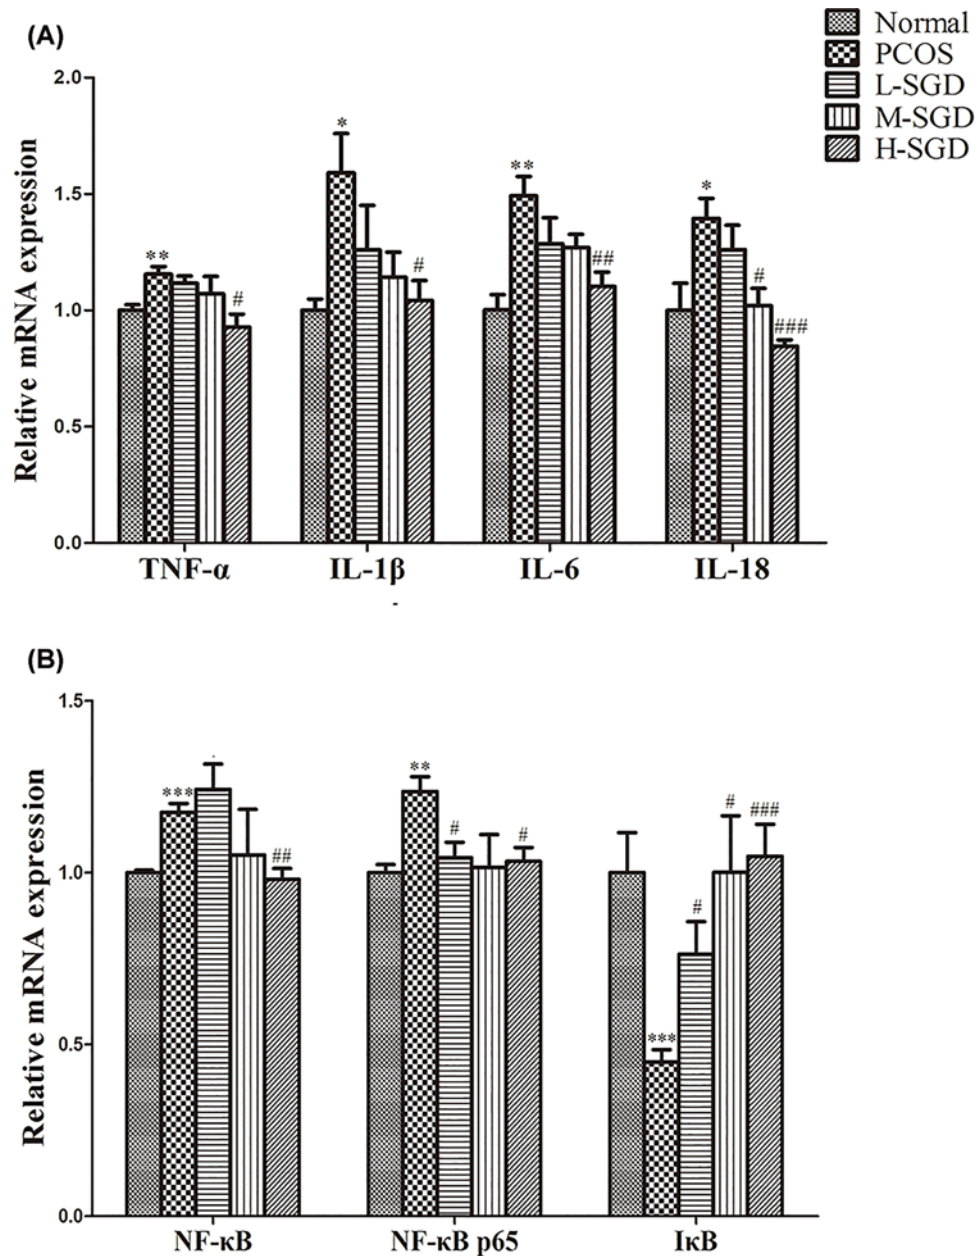 (A)
Normal
PCOS
L-SGD
M-SGD
H-SGD
Relative mRNA expression
2.0
1.5
1.0
0.5
0.0
**
#
*
#
**
##
*
#
###
TNF-α
IL-1β
IL-6
IL-18
(B)
Relative mRNA expression
1.5
1.0
0.5
0.0
***
##
**
#
#
***
#
#
###
NF-κB
NF-κB p65
IκB